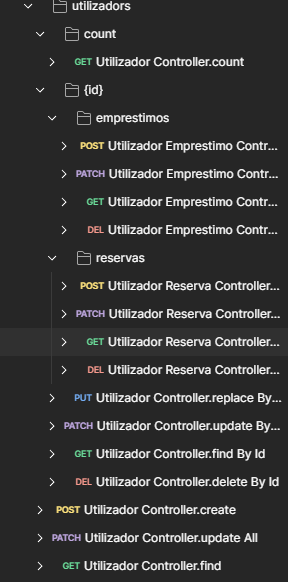 utilizadors
count
GET Utilizador Controller.count
{id}
emprestimos
POST Utilizador Emprestimo Contr...
PATCH Utilizador Emprestimo Contr...
GET Utilizador Emprestimo Contr...
DEL Utilizador Emprestimo Contr...
reservas
POST Utilizador Reserva Controller...
PATCH Utilizador Reserva Controller...
GET Utilizador Reserva Controller...
DEL Utilizador Reserva Controller...
PUT Utilizador Controller.replace By...
PATCH Utilizador Controller.update By...
GET Utilizador Controller.find By Id
DEL Utilizador Controller.delete By Id
POST Utilizador Controller.create
PATCH Utilizador Controller.update All
GET Utilizador Controller.find